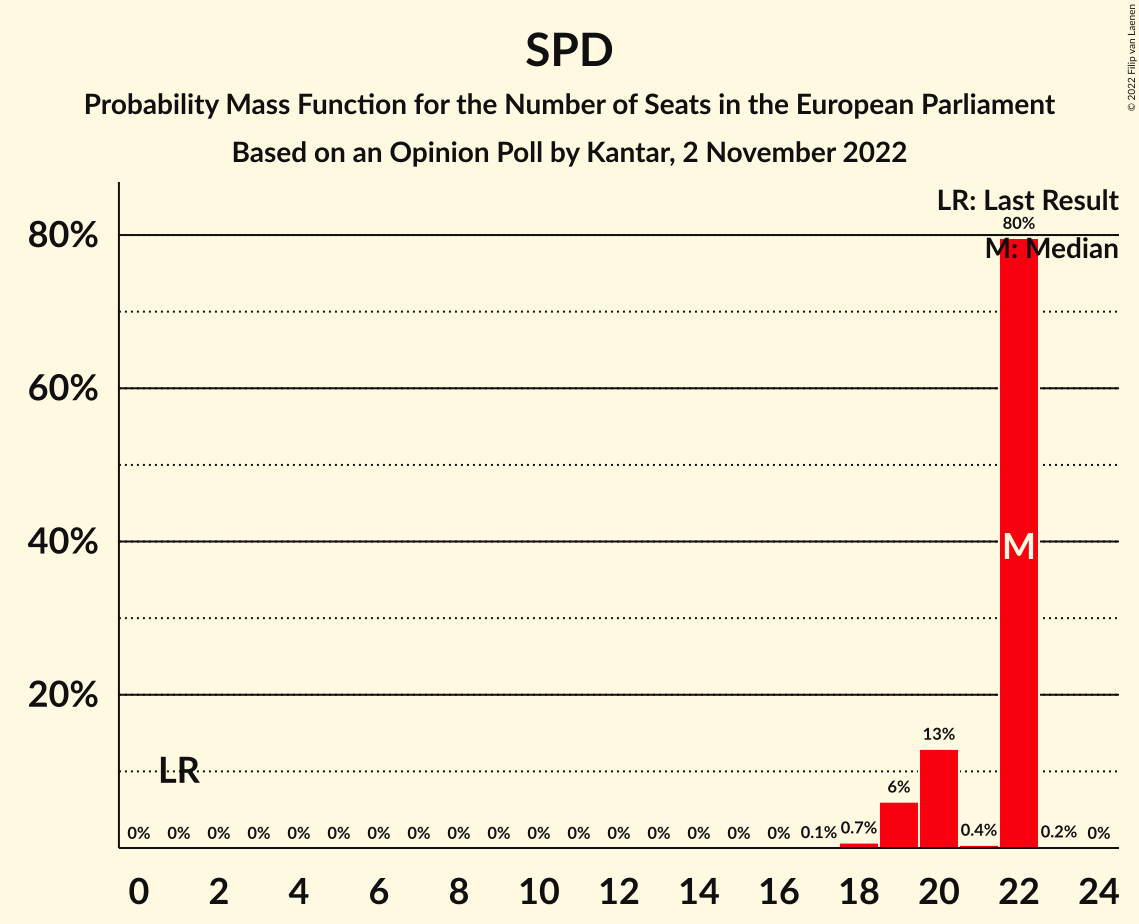 SPD
Probability Mass Function for the Number of Seats in the European Parliament
Based on an Opinion Poll by Kantar, 2 November 2022
© 2022 Filip van Laenen
LR: Last Result
M: Median
80%
60%
40%
20%
LR
M
0% 0% 0% 0% 0% 0% 0% 0% 0% 0% 0% 0% 0% 0% 0% 0% 0% 0.1% 0.7% 6% 13% 0.4% 80% 0.2% 0%
0 2 4 6 8 10 12 14 16 18 20 22 24